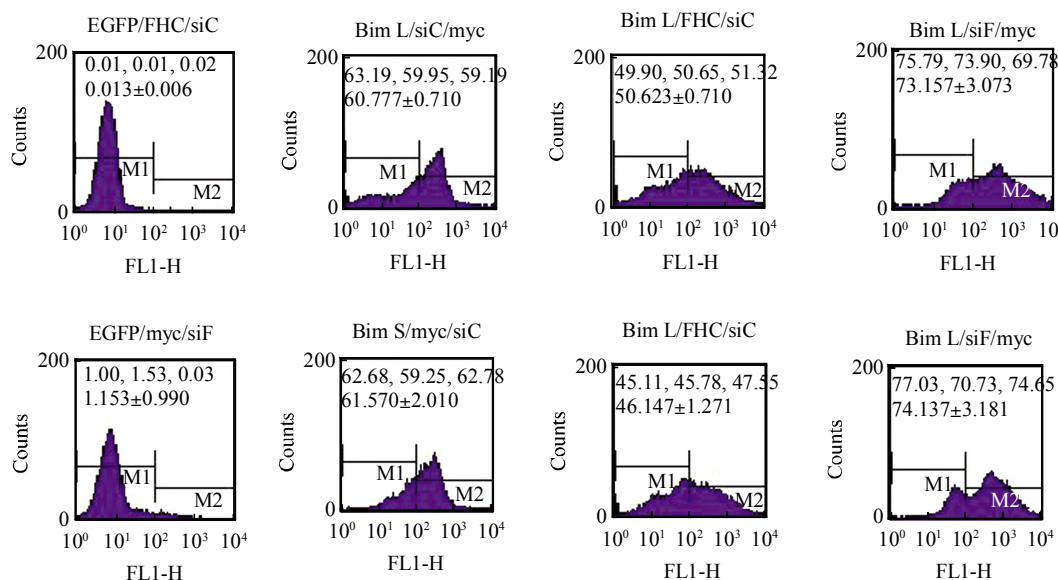 EGFP/FHC/siC
200
0.01, 0.01, 0.02
0.013±0.006
Counts
M1
M2
0
10⁰ 10¹ 10² 10³ 10⁴
FL1-H
Bim L/siC/myc
200
63.19, 59.95, 59.19
60.777±0.710
Counts
M1
M2
0
10⁰ 10¹ 10² 10³ 10⁴
FL1-H
Bim L/FHC/siC
200
49.90, 50.65, 51.32
50.623±0.710
Counts
M1
M2
0
10⁰ 10¹ 10² 10³ 10⁴
FL1-H
Bim L/siF/myc
200
75.79, 73.90, 69.78
73.157±3.073
Counts
M1
M2
0
10⁰ 10¹ 10² 10³ 10⁴
FL1-H
EGFP/myc/siF
200
1.00, 1.53, 0.03
1.153±0.990
Counts
M1
M2
0
10⁰ 10¹ 10² 10³ 10⁴
FL1-H
Bim S/myc/siC
200
62.68, 59.25, 62.78
61.570±2.010
Counts
M1
M2
0
10⁰ 10¹ 10² 10³ 10⁴
FL1-H
Bim L/FHC/siC
200
45.11, 45.78, 47.55
46.147±1.271
Counts
M1
M2
0
10⁰ 10¹ 10² 10³ 10⁴
FL1-H
Bim L/siF/myc
200
77.03, 70.73, 74.65
74.137±3.181
Counts
M1
M2
0
10⁰ 10¹ 10² 10³ 10⁴
FL1-H